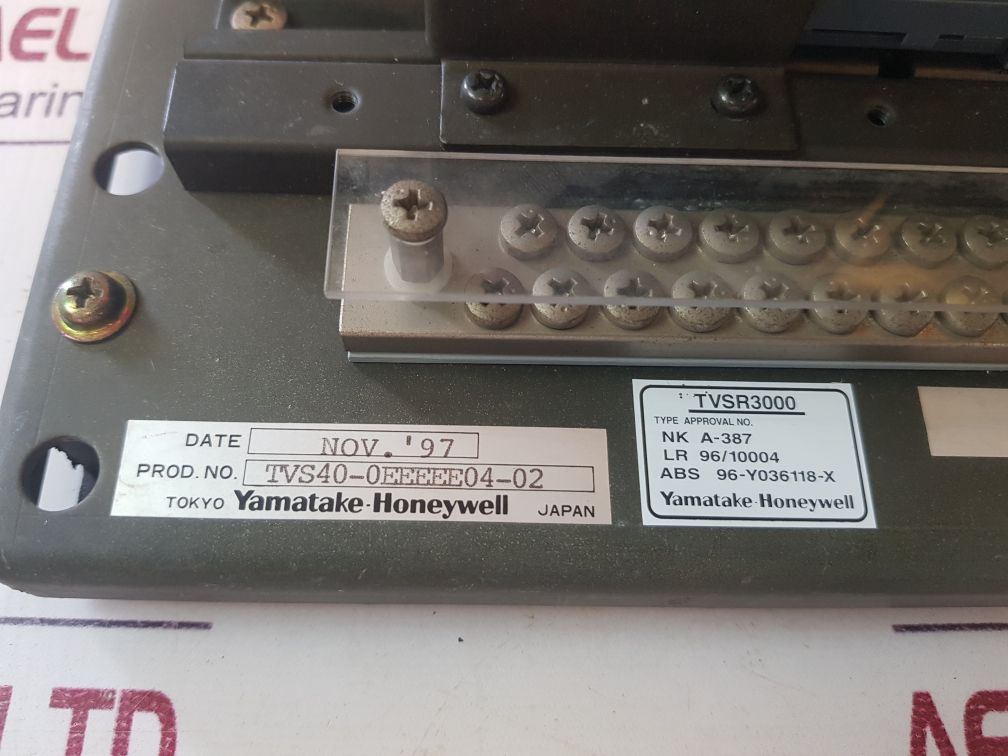 AEL
DATE NOV.'97
PROD. NO. TVS40-0EEEEE04-02
TOKYO Yamatake-Honeywell JAPAN
TVSR3000
TYPE APPROVAL NO.
NK A-387
LR 96/10004
ABS 96-Y036118-X
Yamatake-Honeywell
LTD